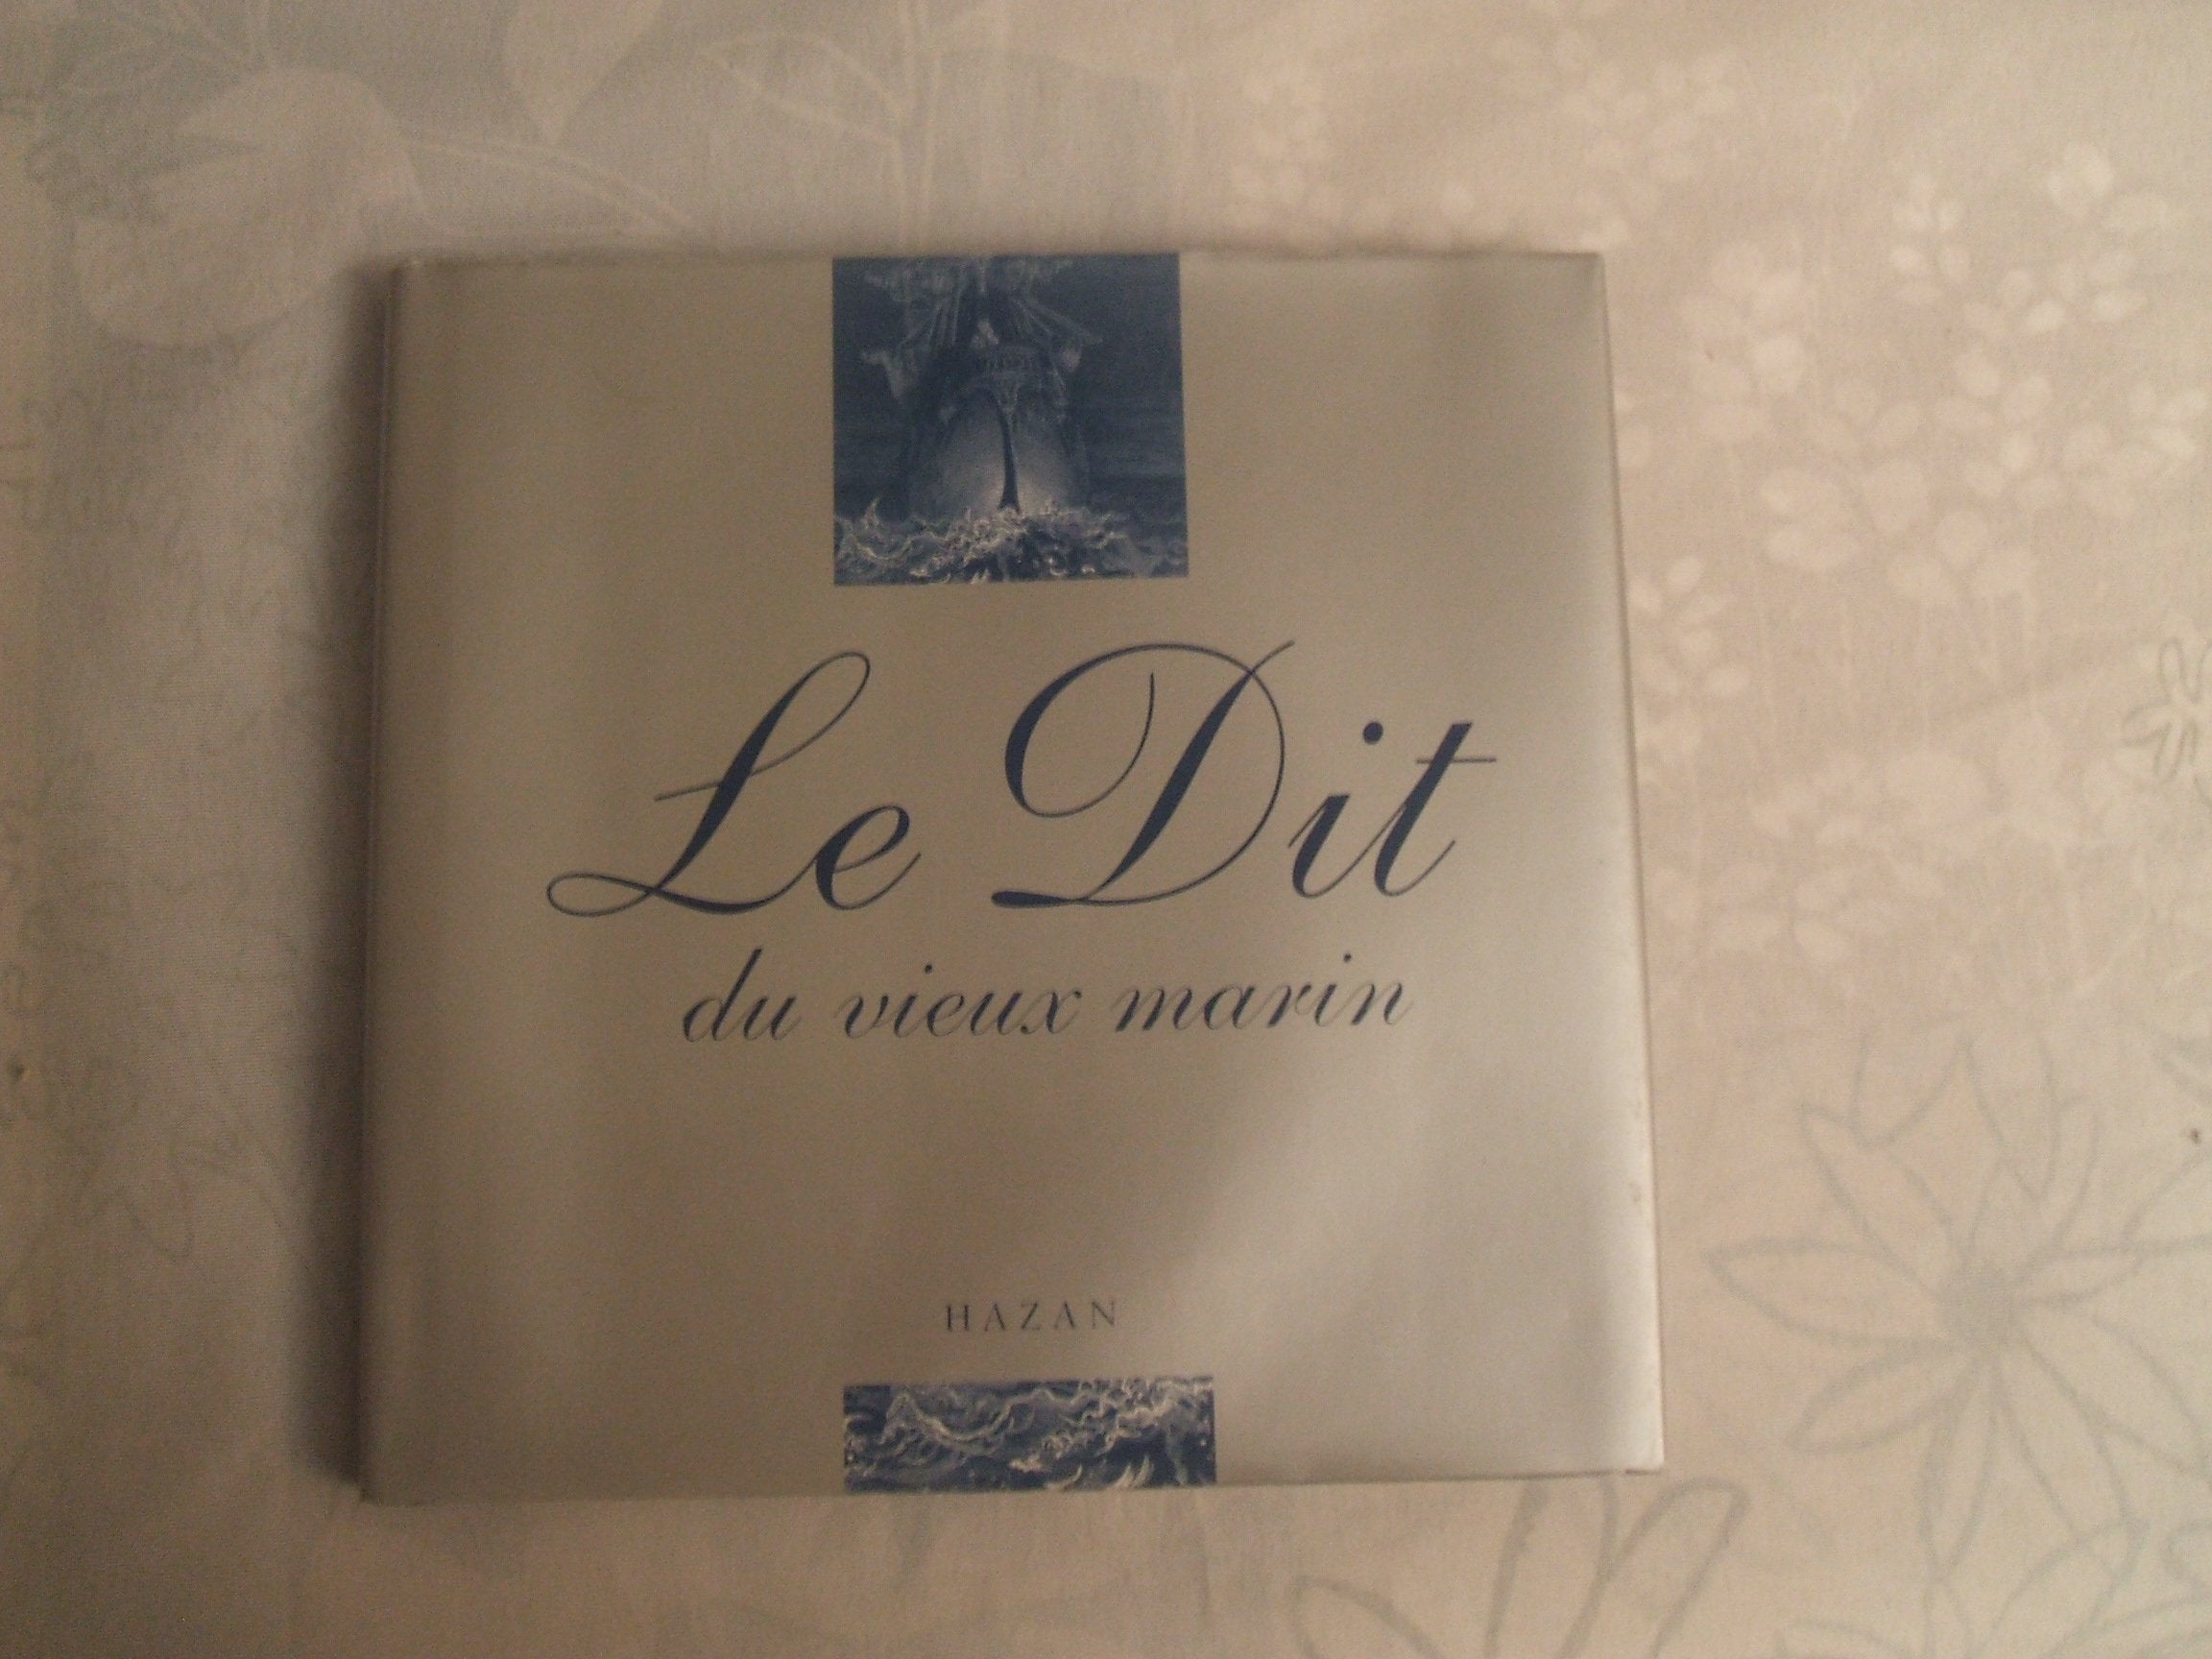 Le Dit
du vieux marin
HAZAN